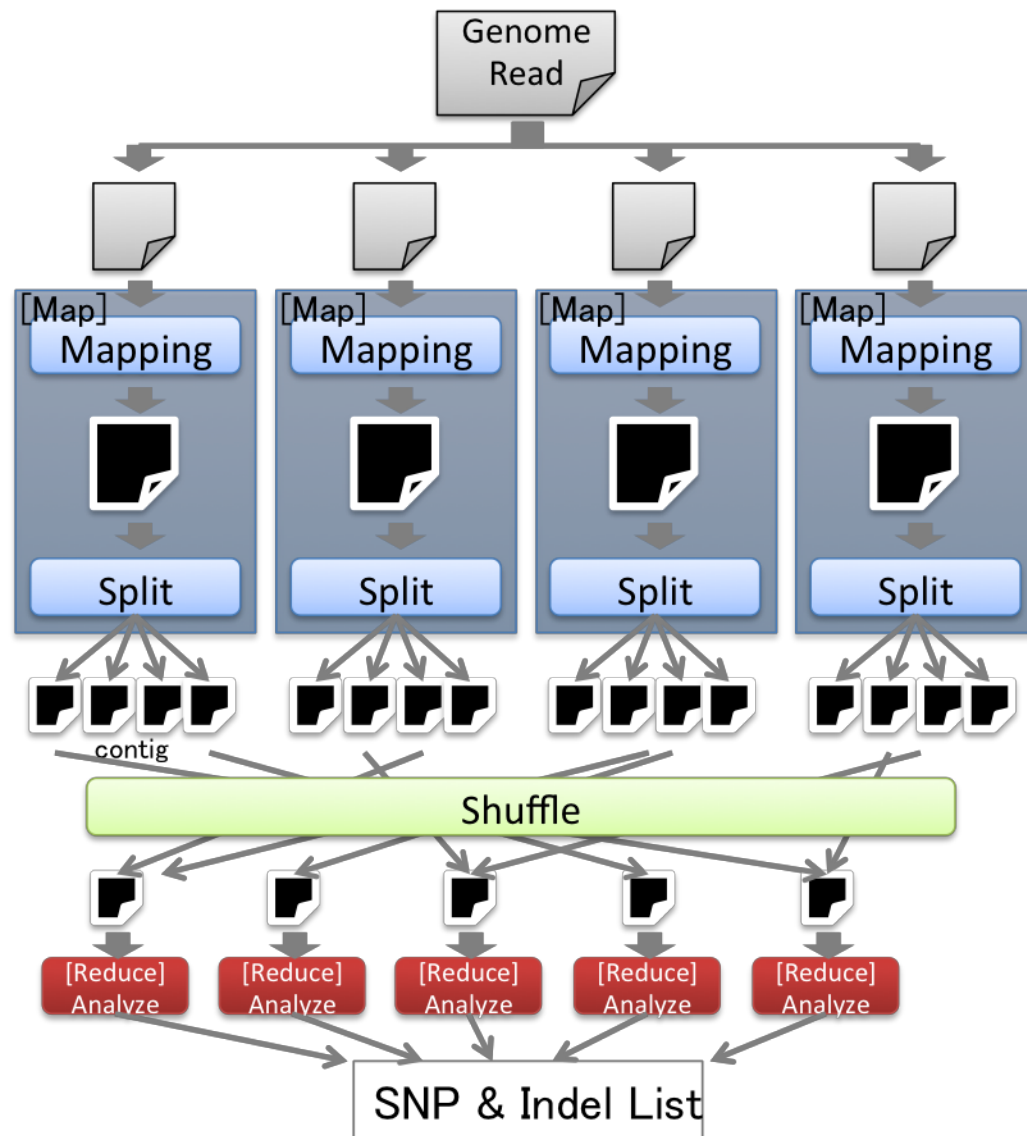 Genome
Read
[Map]
Mapping
Split
[Map]
Mapping
Split
[Map]
Mapping
Split
[Map]
Mapping
Split
contig
Shuffle
[Reduce]
Analyze
[Reduce]
Analyze
[Reduce]
Analyze
[Reduce]
Analyze
[Reduce]
Analyze
SNP & Indel List